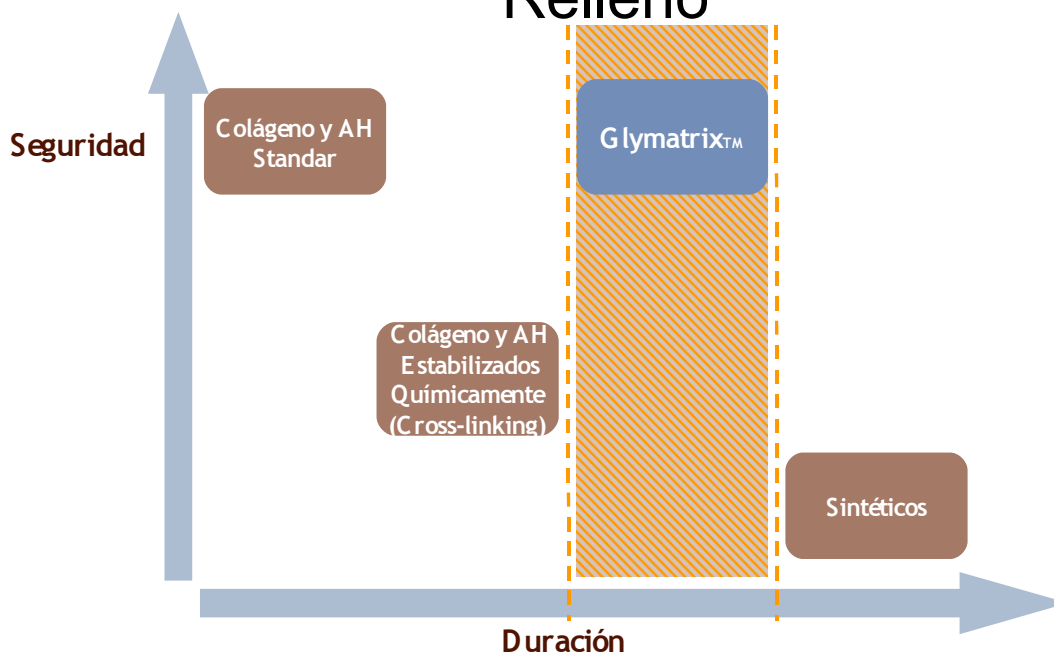 Relleno
Seguridad
Colágeno y AH
Standar
Glymatrix™
Colágeno y AH
Estabilizados
Químicamente
(Cross-linking)
Sintéticos
Duración